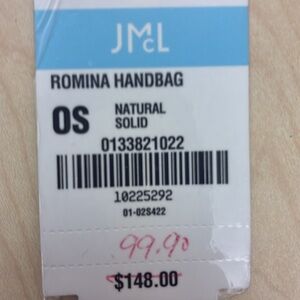 JMcL
ROMINA HANDBAG
OS
NATURAL
SOLID
0133821022
10225292
01-02S422
99.90
$148.00